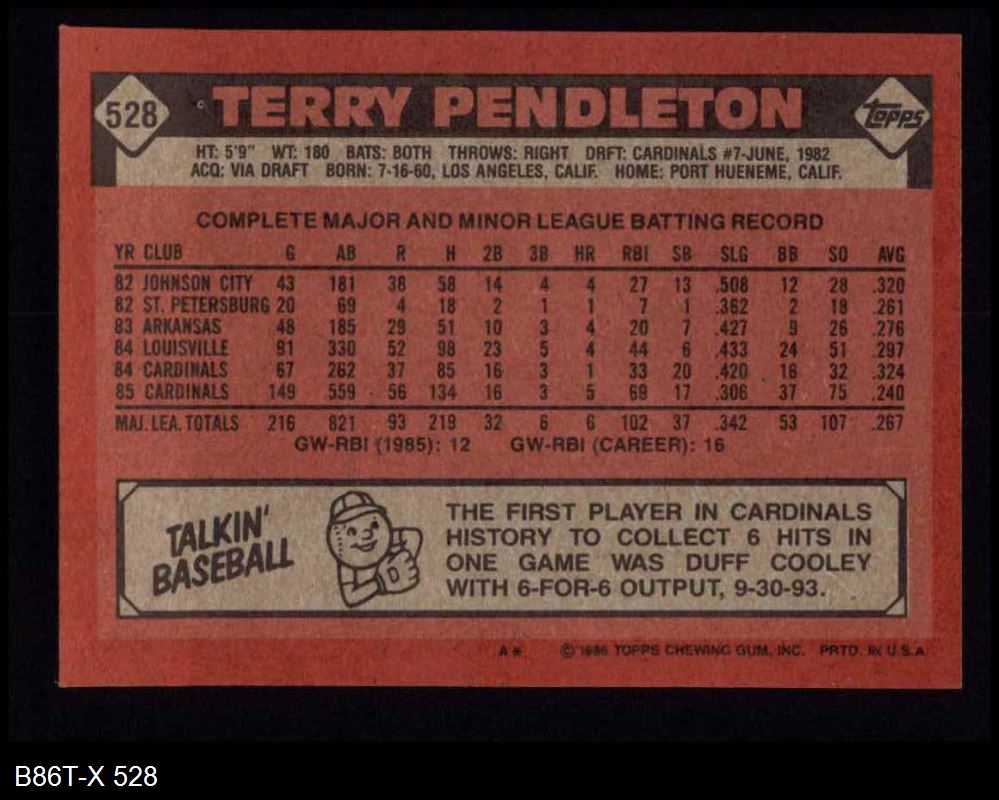 528
TERRY PENDLETON
Topps
HT: 5'9" WT: 180 BATS: BOTH THROWS: RIGHT DRFT: CARDINALS #7-JUNE, 1982
ACQ: VIA DRAFT BORN: 7-16-60, LOS ANGELES, CALIF. HOME: PORT HUENEME, CALIF.
COMPLETE MAJOR AND MINOR LEAGUE BATTING RECORD
YR CLUB G AB R H 2B 3B HR RBI SB SLG BB SO AVG
82 JOHNSON CITY 43 181 38 58 14 4 4 27 13 .508 12 28 .320
82 ST. PETERSBURG 20 69 4 18 2 1 1 7 1 .362 2 18 .261
83 ARKANSAS 48 185 29 51 10 3 4 20 7 .427 9 26 .276
84 LOUISVILLE 91 330 52 98 23 5 4 44 6 .433 24 51 .297
84 CARDINALS 67 262 37 85 16 3 1 33 20 .420 16 32 .324
85 CARDINALS 149 559 56 134 16 3 5 69 17 .306 37 75 .240
MAJ. LEA. TOTALS 216 821 93 219 32 6 6 102 37 .342 53 107 .267
GW-RBI (1985): 12 GW-RBI (CAREER): 16
TALKIN'
BASEBALL
THE FIRST PLAYER IN CARDINALS
HISTORY TO COLLECT 6 HITS IN
ONE GAME WAS DUFF COOLEY
WITH 6-FOR-6 OUTPUT, 9-30-93.
A* © 1986 TOPPS CHEWING GUM, INC. PRTD. IN U.S.A.
B86T-X 528